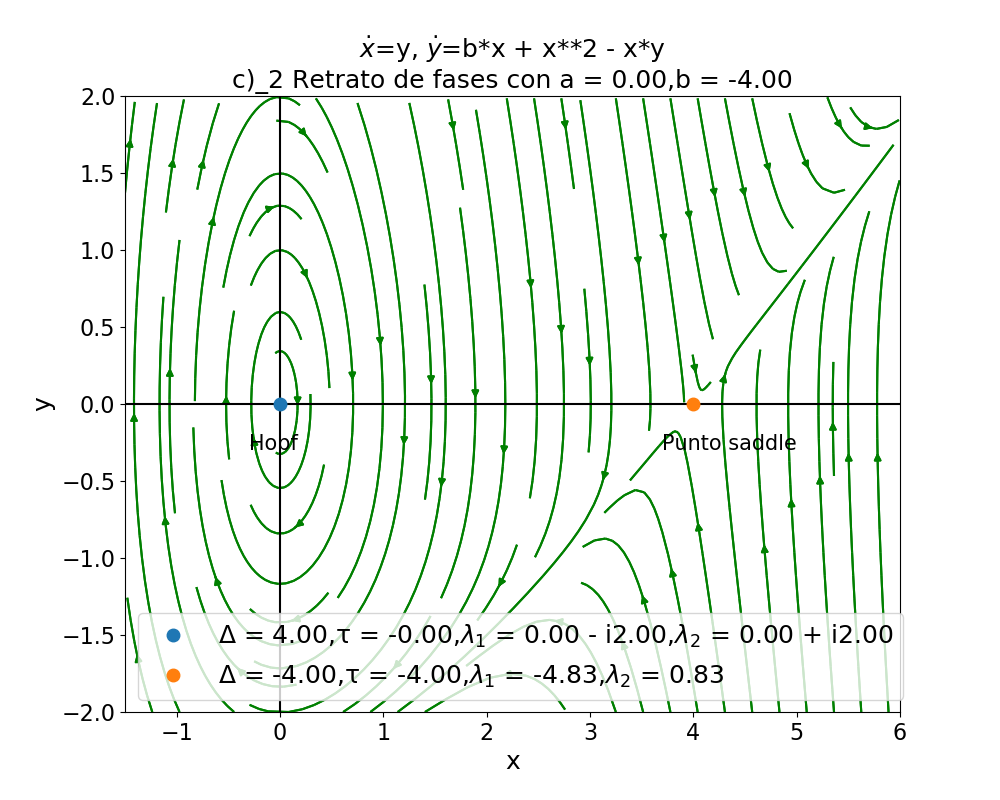 ẋ=y, ẏ=b*x + x**2 - x*y
c)_2 Retrato de fases con a = 0.00,b = -4.00
2.0
1.5
1.0
0.5
0.0
−0.5
−1.0
−1.5
−2.0
y
Hopf
Punto saddle
Δ = 4.00,τ = -0.00,λ₁ = 0.00 - i2.00,λ₂ = 0.00 + i2.00
Δ = -4.00,τ = -4.00,λ₁ = -4.83,λ₂ = 0.83
−1 0 1 2 3 4 5 6
x